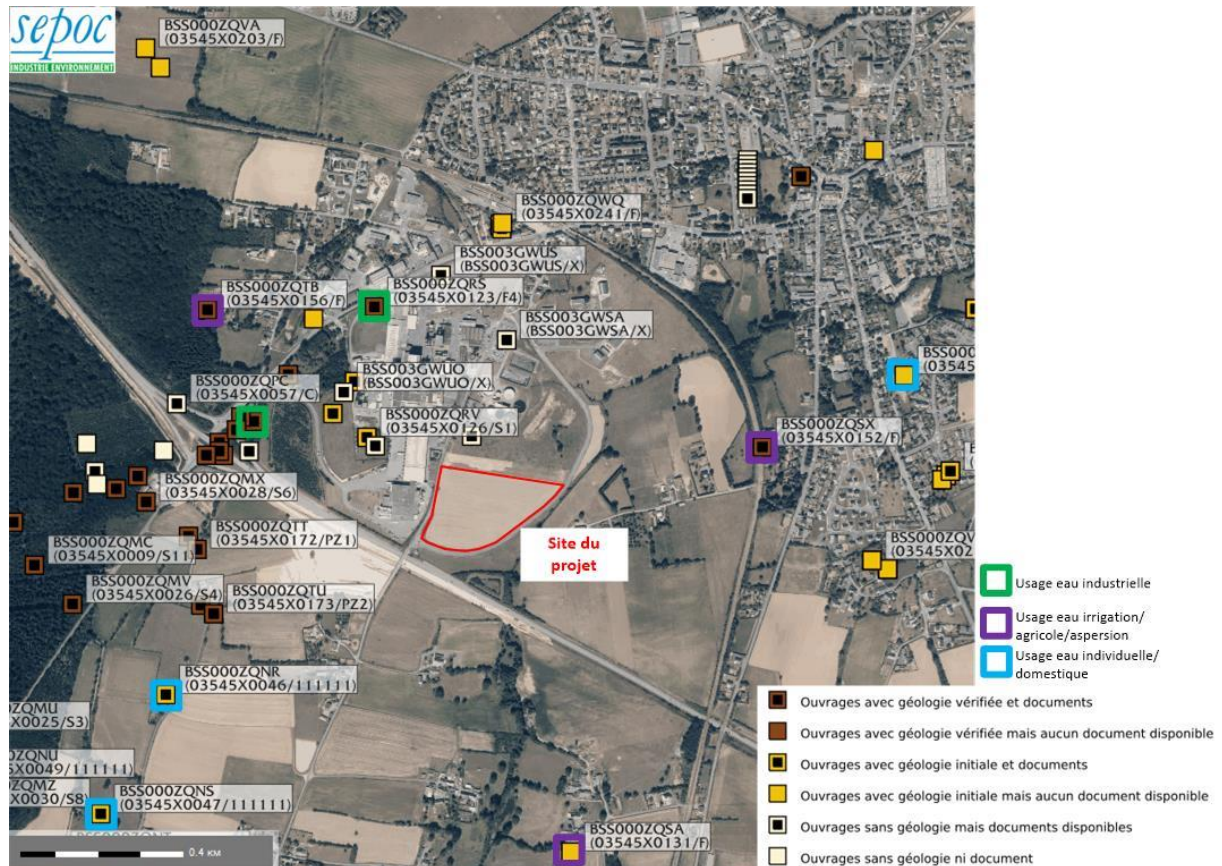 sepoc
INDUSTRIE ENVIRONNEMENT
BSS000ZQVA
(03545X0203/F)
BSS000ZQWQ
(03545X0241/F)
BSS003GWUS
(BSS003GWUS/X)
BSS000ZQTB
(03545X0156/F)
BSS000ZQRS
(03545X0123/F4)
BSS003GWSA
(BSS003GWSA/X)
BSS003GWUO
(BSS003GWUO/X)
BSS000ZQPC
(03545X0057/C)
BSS000ZQRV
(03545X0126/S1)
BSS000ZQSX
(03545X0152/F)
BSS000ZQMX
(03545X0028/S6)
BSS000ZQTT
(03545X0172/PZ1)
BSS000ZQMC
(03545X0009/S11)
Site du
projet
BSS000ZQMV
(03545X0026/S4)
BSS000ZQTU
(03545X0173/PZ2)
BSS000ZQNR
(03545X0046/111111)
BSS000ZQNS
(03545X0047/111111)
BSS000ZQSA
(03545X0131/F)
0.4 KM
Usage eau industrielle
Usage eau irrigation/
agricole/aspersion
Usage eau individuelle/
domestique
Ouvrages avec géologie vérifiée et documents
Ouvrages avec géologie vérifiée mais aucun document disponible
Ouvrages avec géologie initiale et documents
Ouvrages avec géologie initiale mais aucun document disponible
Ouvrages sans géologie mais documents disponibles
Ouvrages sans géologie ni document